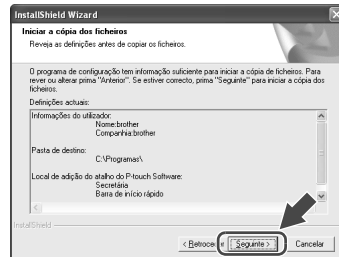 InstallShield Wizard
Iniciar a cópia dos ficheiros
Reveja as definições antes de copiar os ficheiros.
O programa de configuração tem informação suficiente para iniciar a cópia de ficheiros. Para
rever ou alterar prima "Anterior". Se estiver correcto, prima "Seguinte" para iniciar a cópia dos
ficheiros.
Definições actuais:
Informações do utilizador:
Nome:brother
Companhia:brother
Pasta de destino:
C:\Programas\
Local de adição do atalho do P-touch Software:
Secretária
Barra de início rápido
InstallShield
< Retroceder Seguinte > Cancelar